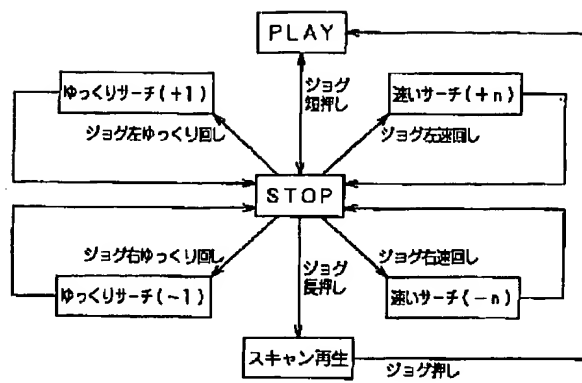 PLAY
ジョグ
短押し
ゆっくりサーチ(+1)
速いサーチ(+n)
ジョグ左ゆっくり回し
ジョグ左速回し
STOP
ジョグ右ゆっくり回し
ジョグ右速回し
ジョグ
長押し
ゆっくりサーチ(-1)
速いサーチ(-n)
スキャン再生
ジョグ押し